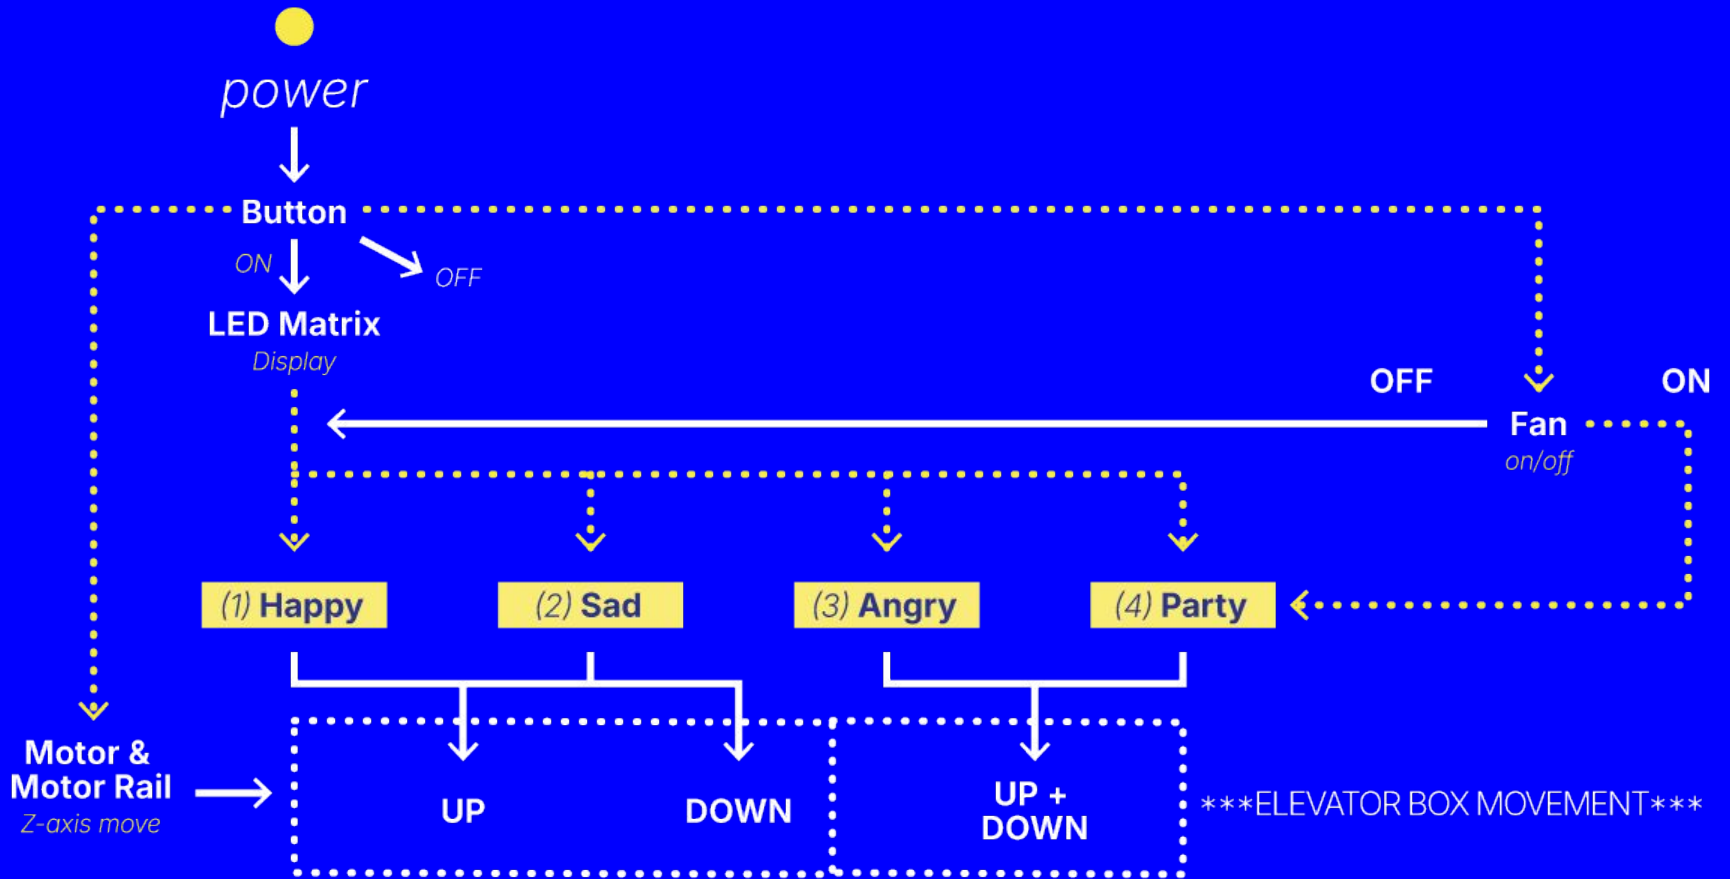 power
Button
ON
OFF
LED Matrix
Display
OFF
ON
Fan
on/off
(1) Happy
(2) Sad
(3) Angry
(4) Party
Motor &
Motor Rail
Z-axis move
UP
DOWN
UP +
DOWN
***ELEVATOR BOX MOVEMENT***